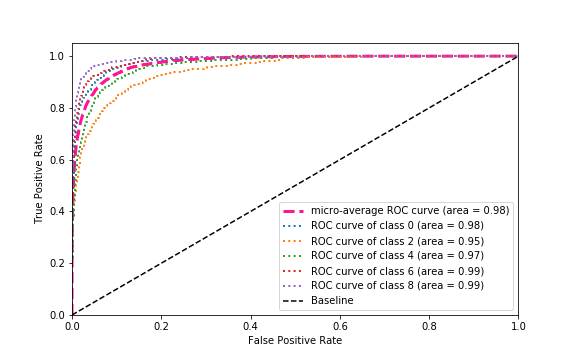 1.0
0.8
0.6
0.4
0.2
0.0
True Positive Rate
micro-average ROC curve (area = 0.98)
ROC curve of class 0 (area = 0.98)
ROC curve of class 2 (area = 0.95)
ROC curve of class 4 (area = 0.97)
ROC curve of class 6 (area = 0.99)
ROC curve of class 8 (area = 0.99)
Baseline
0.0 0.2 0.4 0.6 0.8 1.0
False Positive Rate